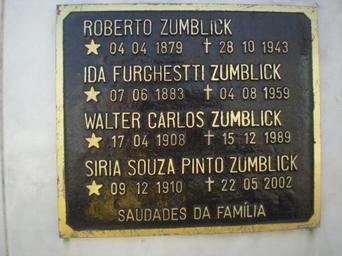 ROBERTO ZUMBLICK
★ 04 04 1879 ✝ 28 10 1943
IDA FURGHESTTI ZUMBLICK
★ 07 06 1883 ✝ 04 08 1959
WALTER CARLOS ZUMBLICK
★ 17 04 1908 ✝ 15 12 1989
SIRIA SOUZA PINTO ZUMBLICK
★ 09 12 1910 ✝ 22 05 2002
SAUDADES DA FAMÍLIA